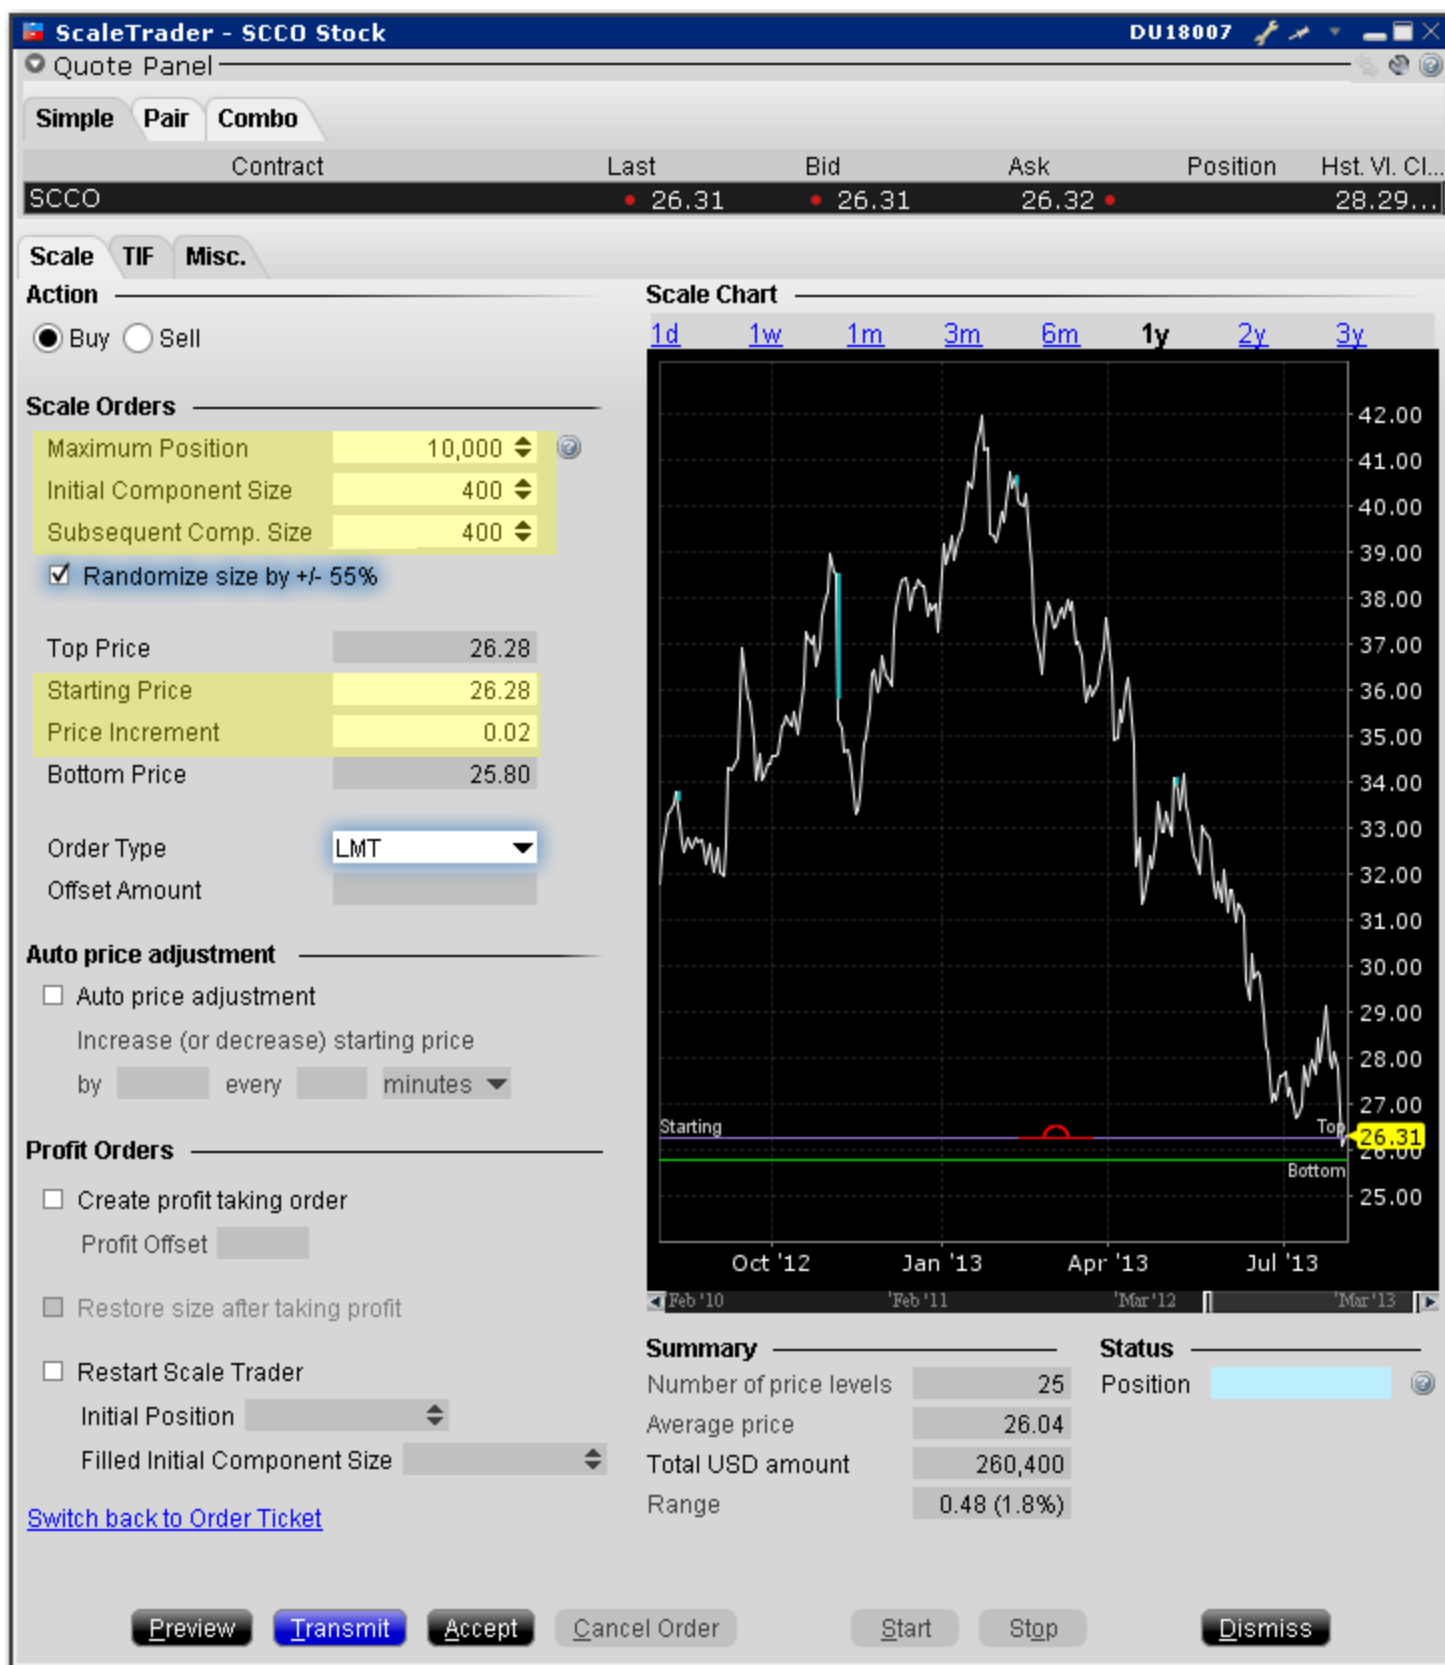 ScaleTrader - SCCO Stock DU18007
Quote Panel
Simple Pair Combo
Contract Last Bid Ask Position Hst. Vl. Cl...
SCCO 26.31 26.31 26.32 28.29...
Scale TIF Misc.
Action
Buy Sell
Scale Orders
Maximum Position 10,000
Initial Component Size 400
Subsequent Comp. Size 400
Randomize size by +/- 55%
Top Price 26.28
Starting Price 26.28
Price Increment 0.02
Bottom Price 25.80
Order Type LMT
Offset Amount
Auto price adjustment
Auto price adjustment
Increase (or decrease) starting price
by every minutes
Profit Orders
Create profit taking order
Profit Offset
Restore size after taking profit
Restart Scale Trader
Initial Position
Filled Initial Component Size
Switch back to Order Ticket
Scale Chart
1d 1w 1m 3m 6m 1y 2y 3y
42.00
41.00
40.00
39.00
38.00
37.00
36.00
35.00
34.00
33.00
32.00
31.00
30.00
29.00
28.00
27.00
Starting Top 26.31
26.00
Bottom
25.00
Oct '12 Jan '13 Apr '13 Jul '13
Feb '10 'Feb '11 'Mar '12 'Mar '13
Summary
Number of price levels 25
Average price 26.04
Total USD amount 260,400
Range 0.48 (1.8%)
Status
Position
Preview Transmit Accept Cancel Order Start Stop Dismiss